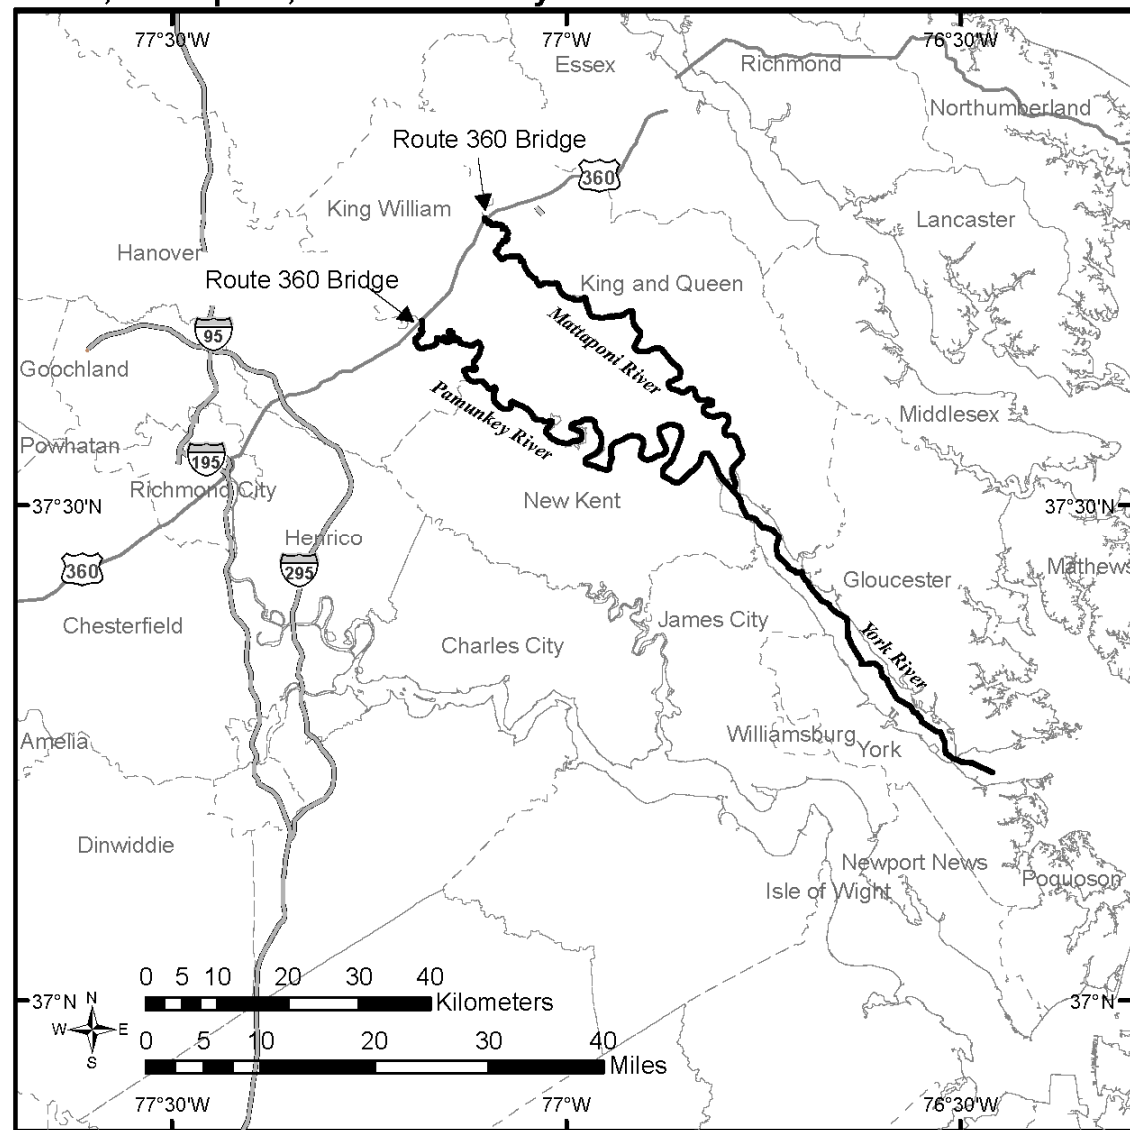 77°30'W
77°W
76°30'W
Essex
Richmond
Northumberland
Route 360 Bridge
360
King William
Lancaster
Hanover
Route 360 Bridge
King and Queen
95
Mattaponi River
Goochland
Pamunkey River
Middlesex
Powhatan
195
Richmond City
New Kent
37°30'N
37°30'N
Henrico
360
295
Mathews
Gloucester
Chesterfield
James City
York River
Charles City
Amelia
Williamsburg
York
Dinwiddie
Newport News
Poquoson
Isle of Wight
0 5 10 20 30 40
Kilometers
37°N
37°N
N
W E
S
0 5 10 20 30 40
Miles
77°30'W
77°W
76°30'W